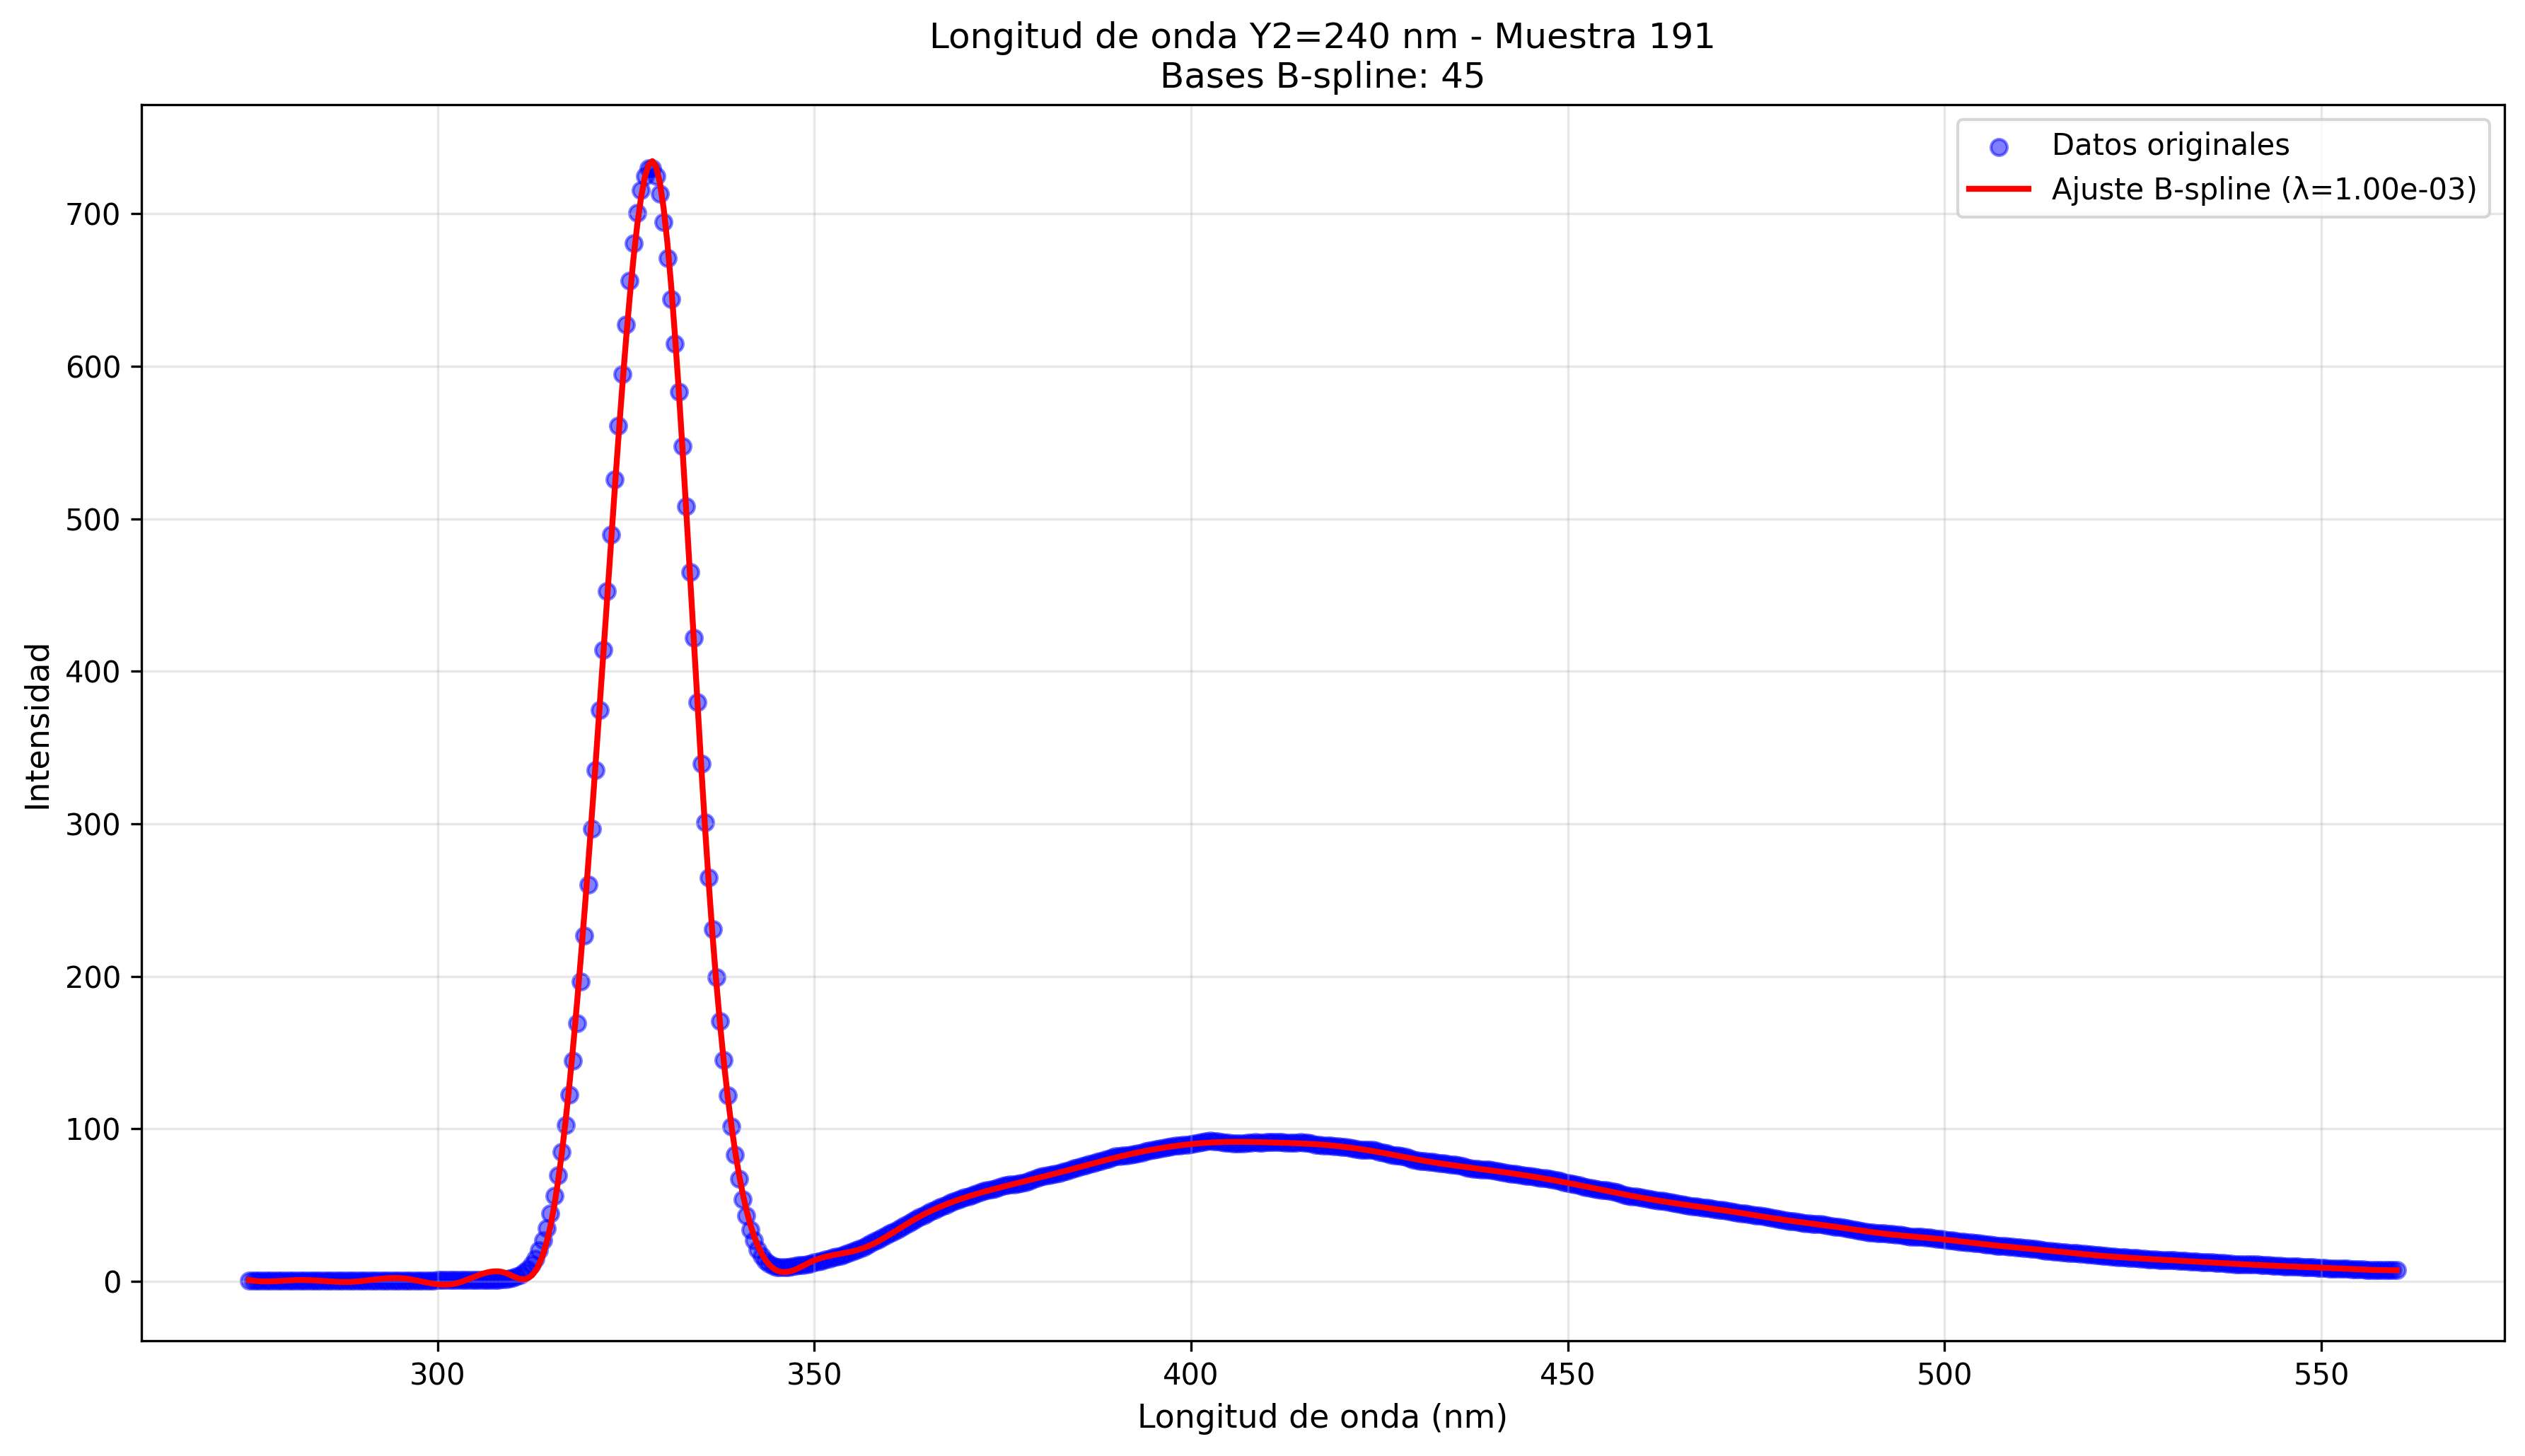 Longitud de onda Y2=240 nm - Muestra 191
Bases B-spline: 45
Datos originales
Ajuste B-spline (λ=1.00e-03)
700
600
500
400
300
200
100
0
Intensidad
300
350
400
450
500
550
Longitud de onda (nm)